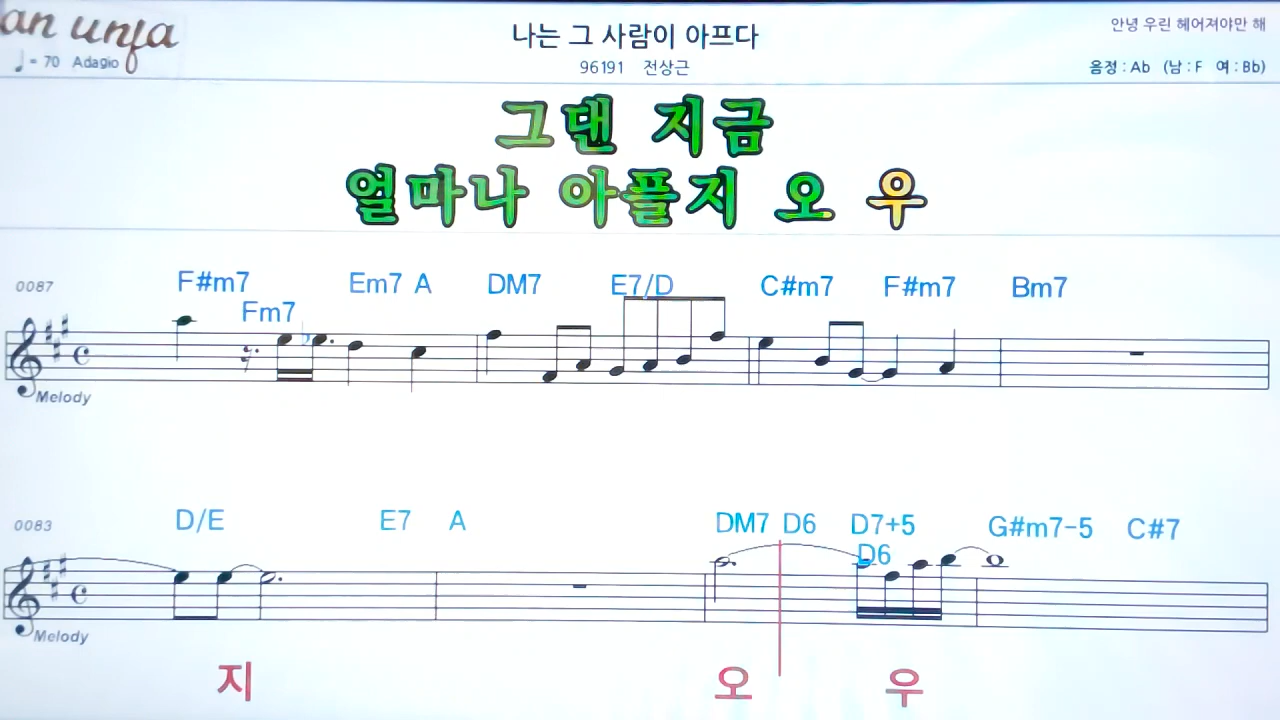 an unja
나는 그 사람이 아프다
안녕 우린 헤어져야만 해
♩= 70 Adagio
96191 전상근
음정 : Ab (남 : F 여 : Bb)
그댄 지금
얼마나 아플지 오 우
0087 F#m7 Fm7 Em7 A DM7 E7/D C#m7 F#m7 Bm7
Melody
0083 D/E E7 A DM7 D6 D7+5 D6 G#m7-5 C#7
Melody
지 오 우